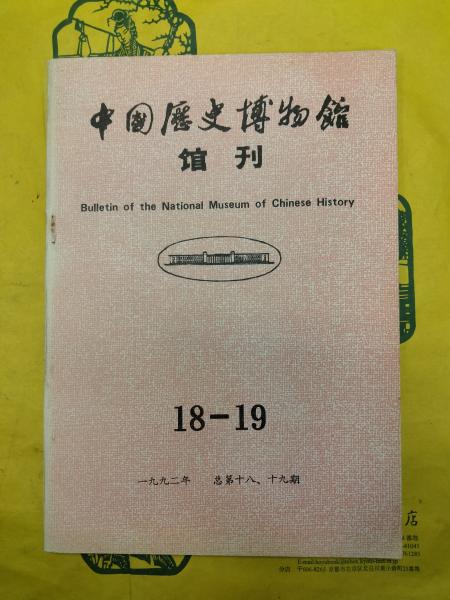 中國歷史博物館
馆刊
Bulletin of the National Museum of Chinese History
18-19
一九九二年 总第十八、十九期
店